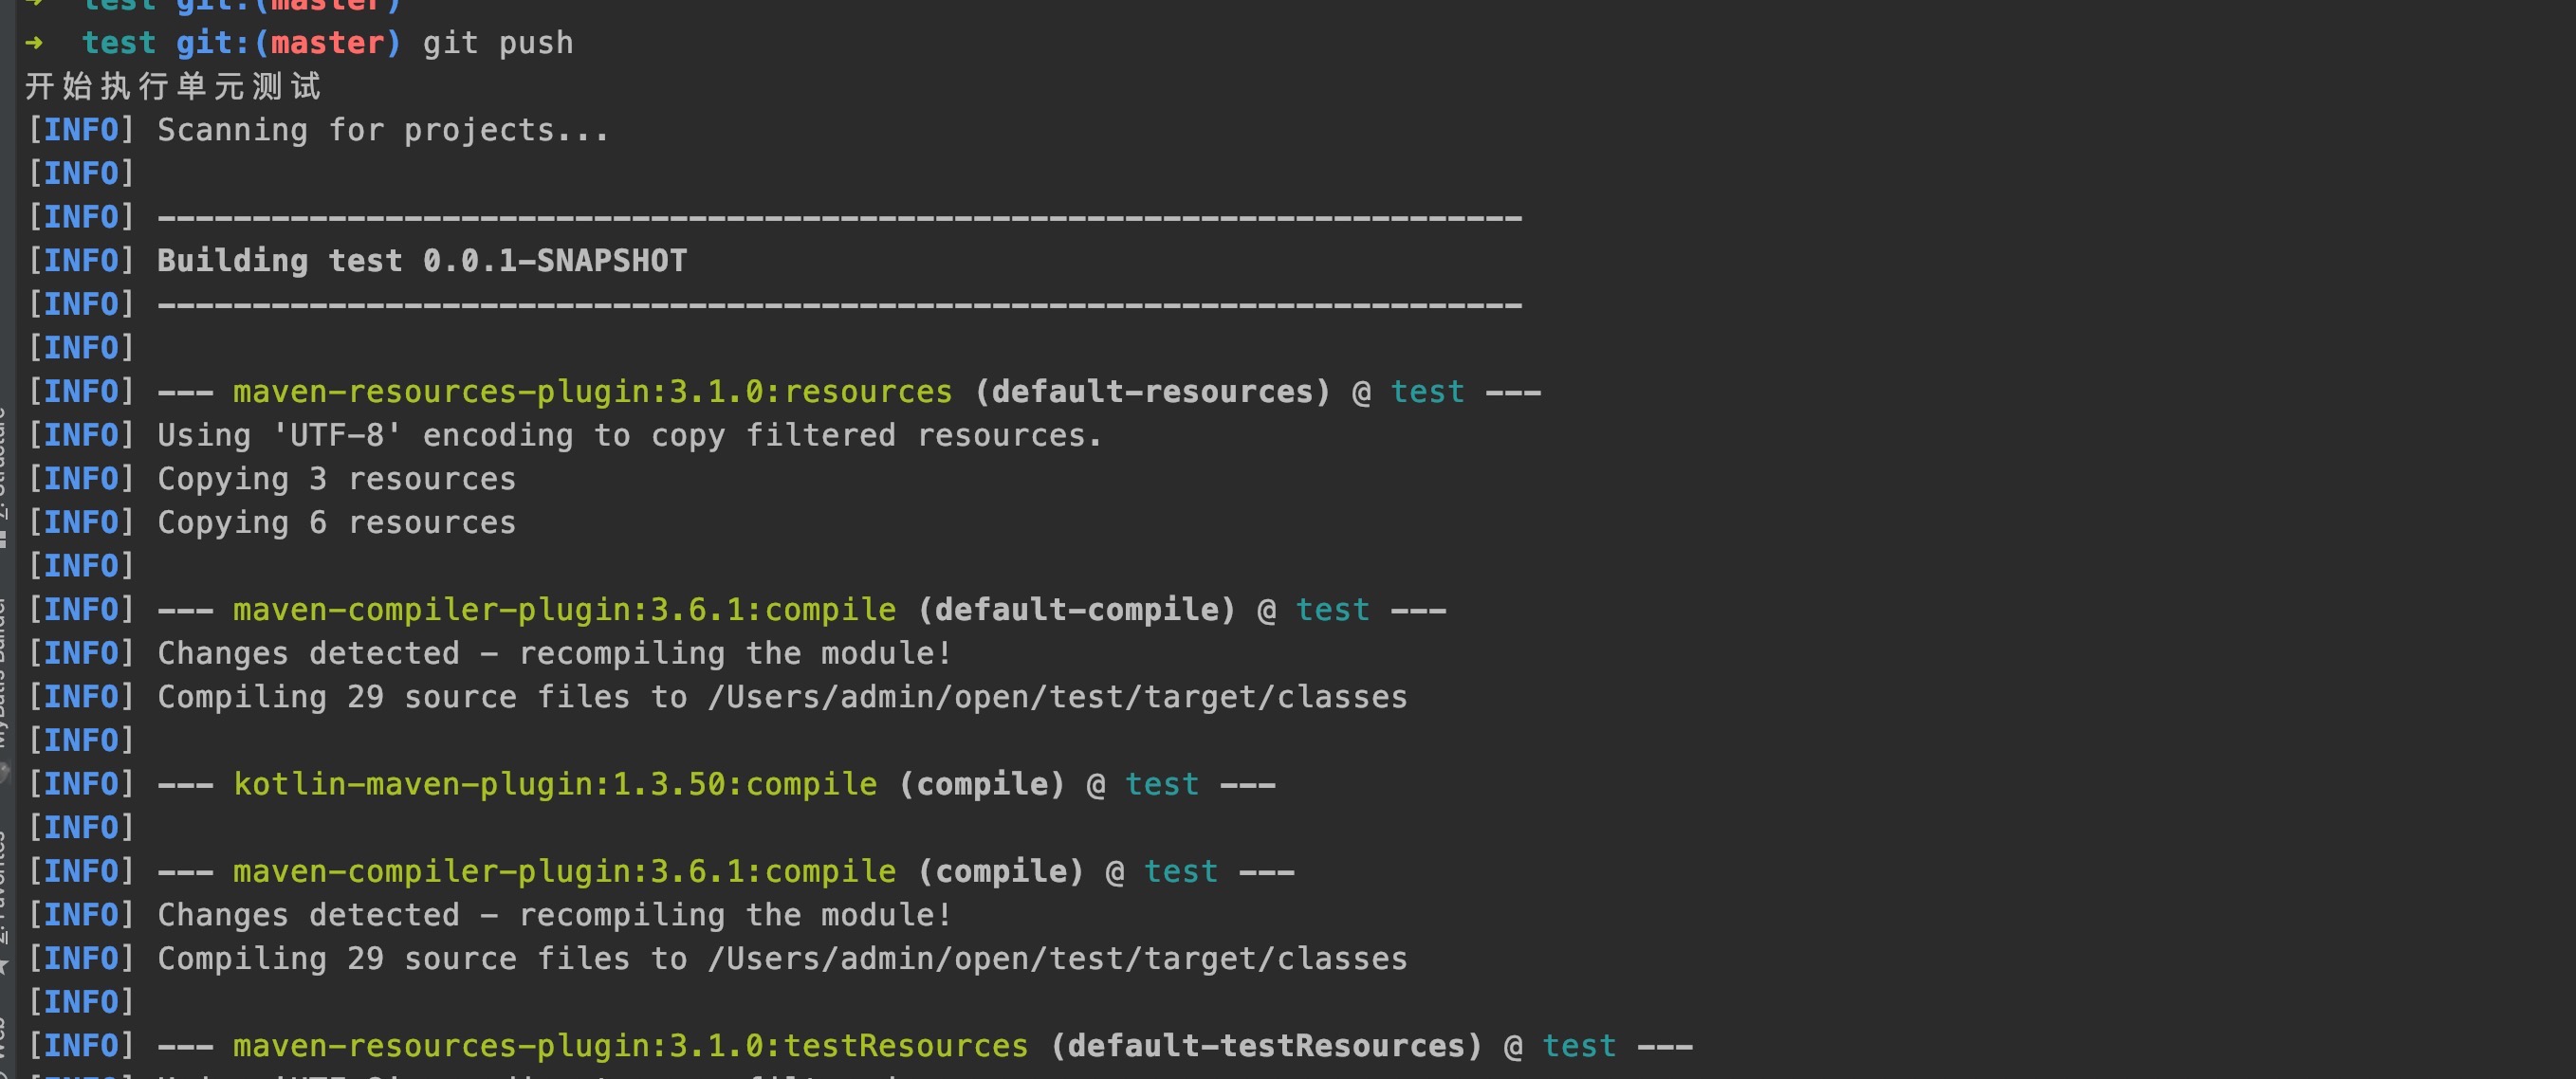 ➜  test git:(master)
➜  test git:(master) git push
开始执行单元测试
[INFO] Scanning for projects...
[INFO]
[INFO] ------------------------------------------------------------------------
[INFO] Building test 0.0.1-SNAPSHOT
[INFO] ------------------------------------------------------------------------
[INFO]
[INFO] --- maven-resources-plugin:3.1.0:resources (default-resources) @ test ---
[INFO] Using 'UTF-8' encoding to copy filtered resources.
[INFO] Copying 3 resources
[INFO] Copying 6 resources
[INFO]
[INFO] --- maven-compiler-plugin:3.6.1:compile (default-compile) @ test ---
[INFO] Changes detected - recompiling the module!
[INFO] Compiling 29 source files to /Users/admin/open/test/target/classes
[INFO]
[INFO] --- kotlin-maven-plugin:1.3.50:compile (compile) @ test ---
[INFO]
[INFO] --- maven-compiler-plugin:3.6.1:compile (compile) @ test ---
[INFO] Changes detected - recompiling the module!
[INFO] Compiling 29 source files to /Users/admin/open/test/target/classes
[INFO]
[INFO] --- maven-resources-plugin:3.1.0:testResources (default-testResources) @ test ---